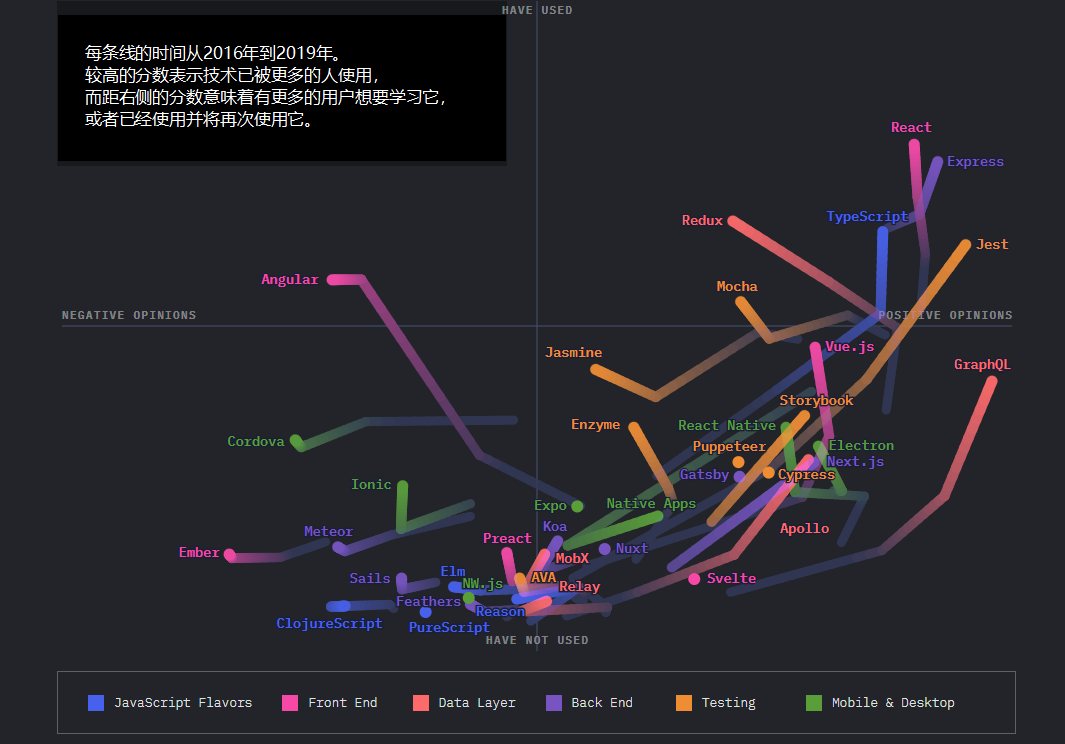 HAVE USED
每条线的时间从2016年到2019年。
较高的分数表示技术已被更多的人使用，
而距右侧的分数意味着有更多的用户想要学习它，
或者已经使用并将再次使用它。
React
Express
TypeScript
Redux
Jest
Angular
Mocha
NEGATIVE OPINIONS
POSITIVE OPINIONS
Vue.js
Jasmine
GraphQL
Storybook
Enzyme
React Native
Cordova
Puppeteer
Electron
Next.js
Gatsby
Cypress
Ionic
Expo
Native Apps
Koa
Apollo
Meteor
Preact
Nuxt
Ember
MobX
Elm
AVA
Sails
NW.js
Svelte
Relay
Feathers
Reason
ClojureScript
PureScript
HAVE NOT USED
JavaScript Flavors
Front End
Data Layer
Back End
Testing
Mobile & Desktop